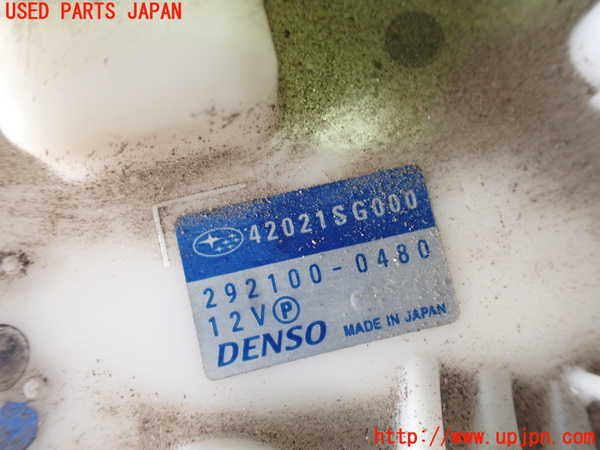 USED PARTS JAPAN
42021SG000
292100-0480
12V P
DENSO MADE IN JAPAN
http://www.upjpn.com